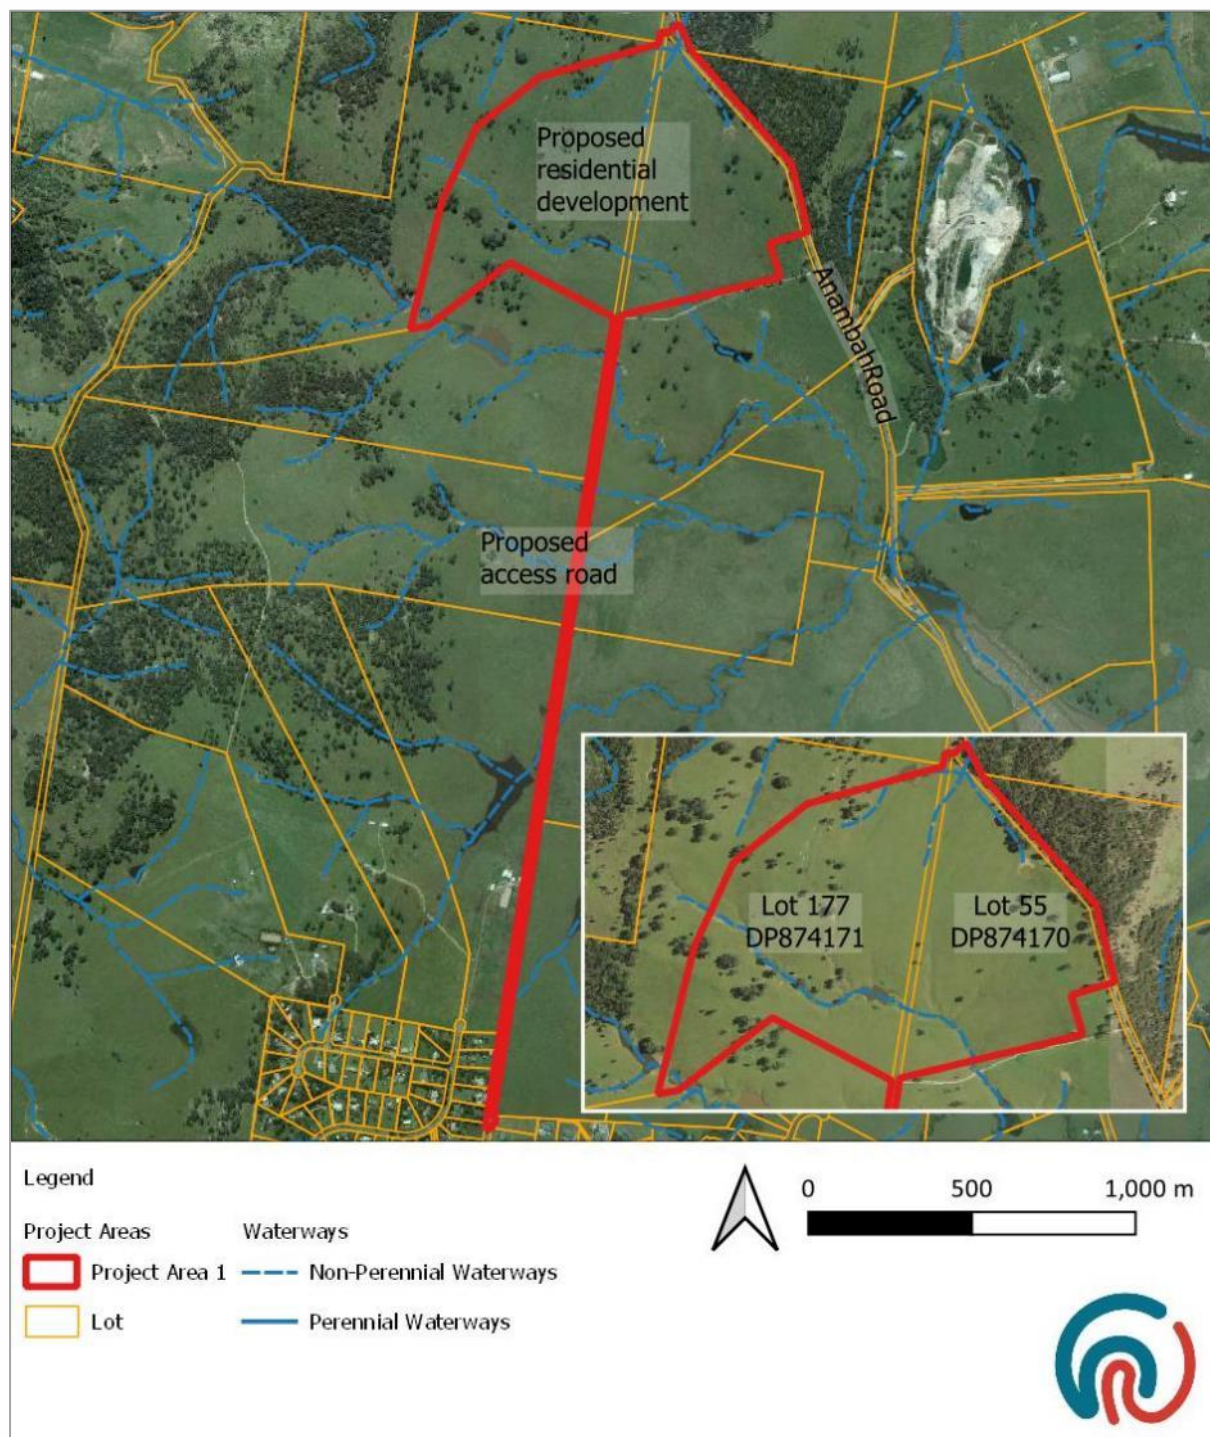 Proposed
residential
development
AnambahRoad
Proposed
access road
Lot 177
DP874171
Lot 55
DP874170
Legend
Project Areas
Project Area 1
Lot
Waterways
Non-Perennial Waterways
Perennial Waterways
0 500 1,000 m